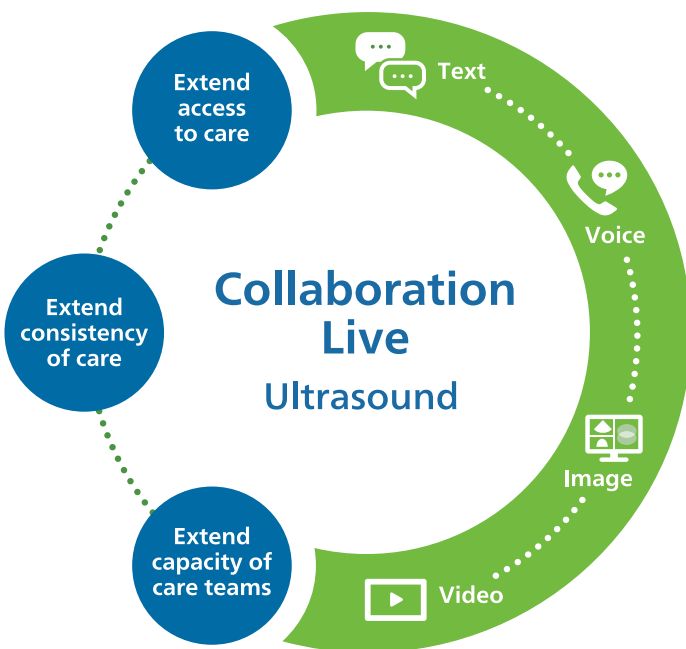 Extend
access
to care
Text
Voice
Collaboration
Live
Ultrasound
Extend
consistency
of care
Image
Extend
capacity of
care teams
Video